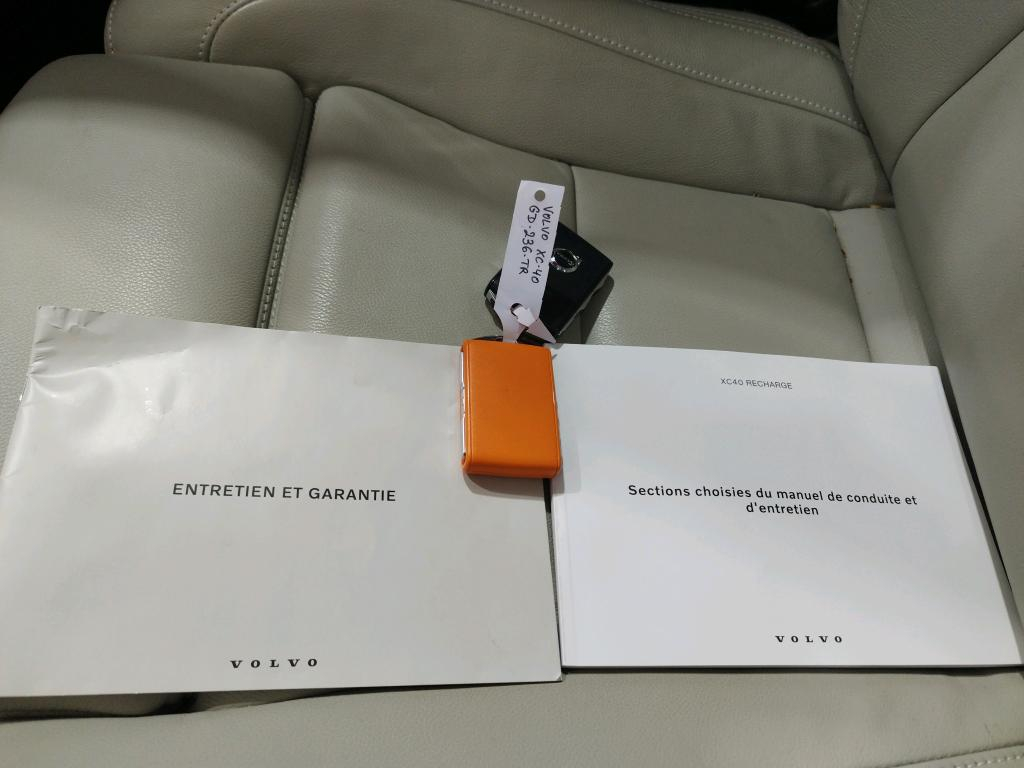 VOLVO XC-40
GD-236-TR
XC40 RECHARGE
ENTRETIEN ET GARANTIE
Sections choisies du manuel de conduite et
d'entretien
VOLVO
VOLVO